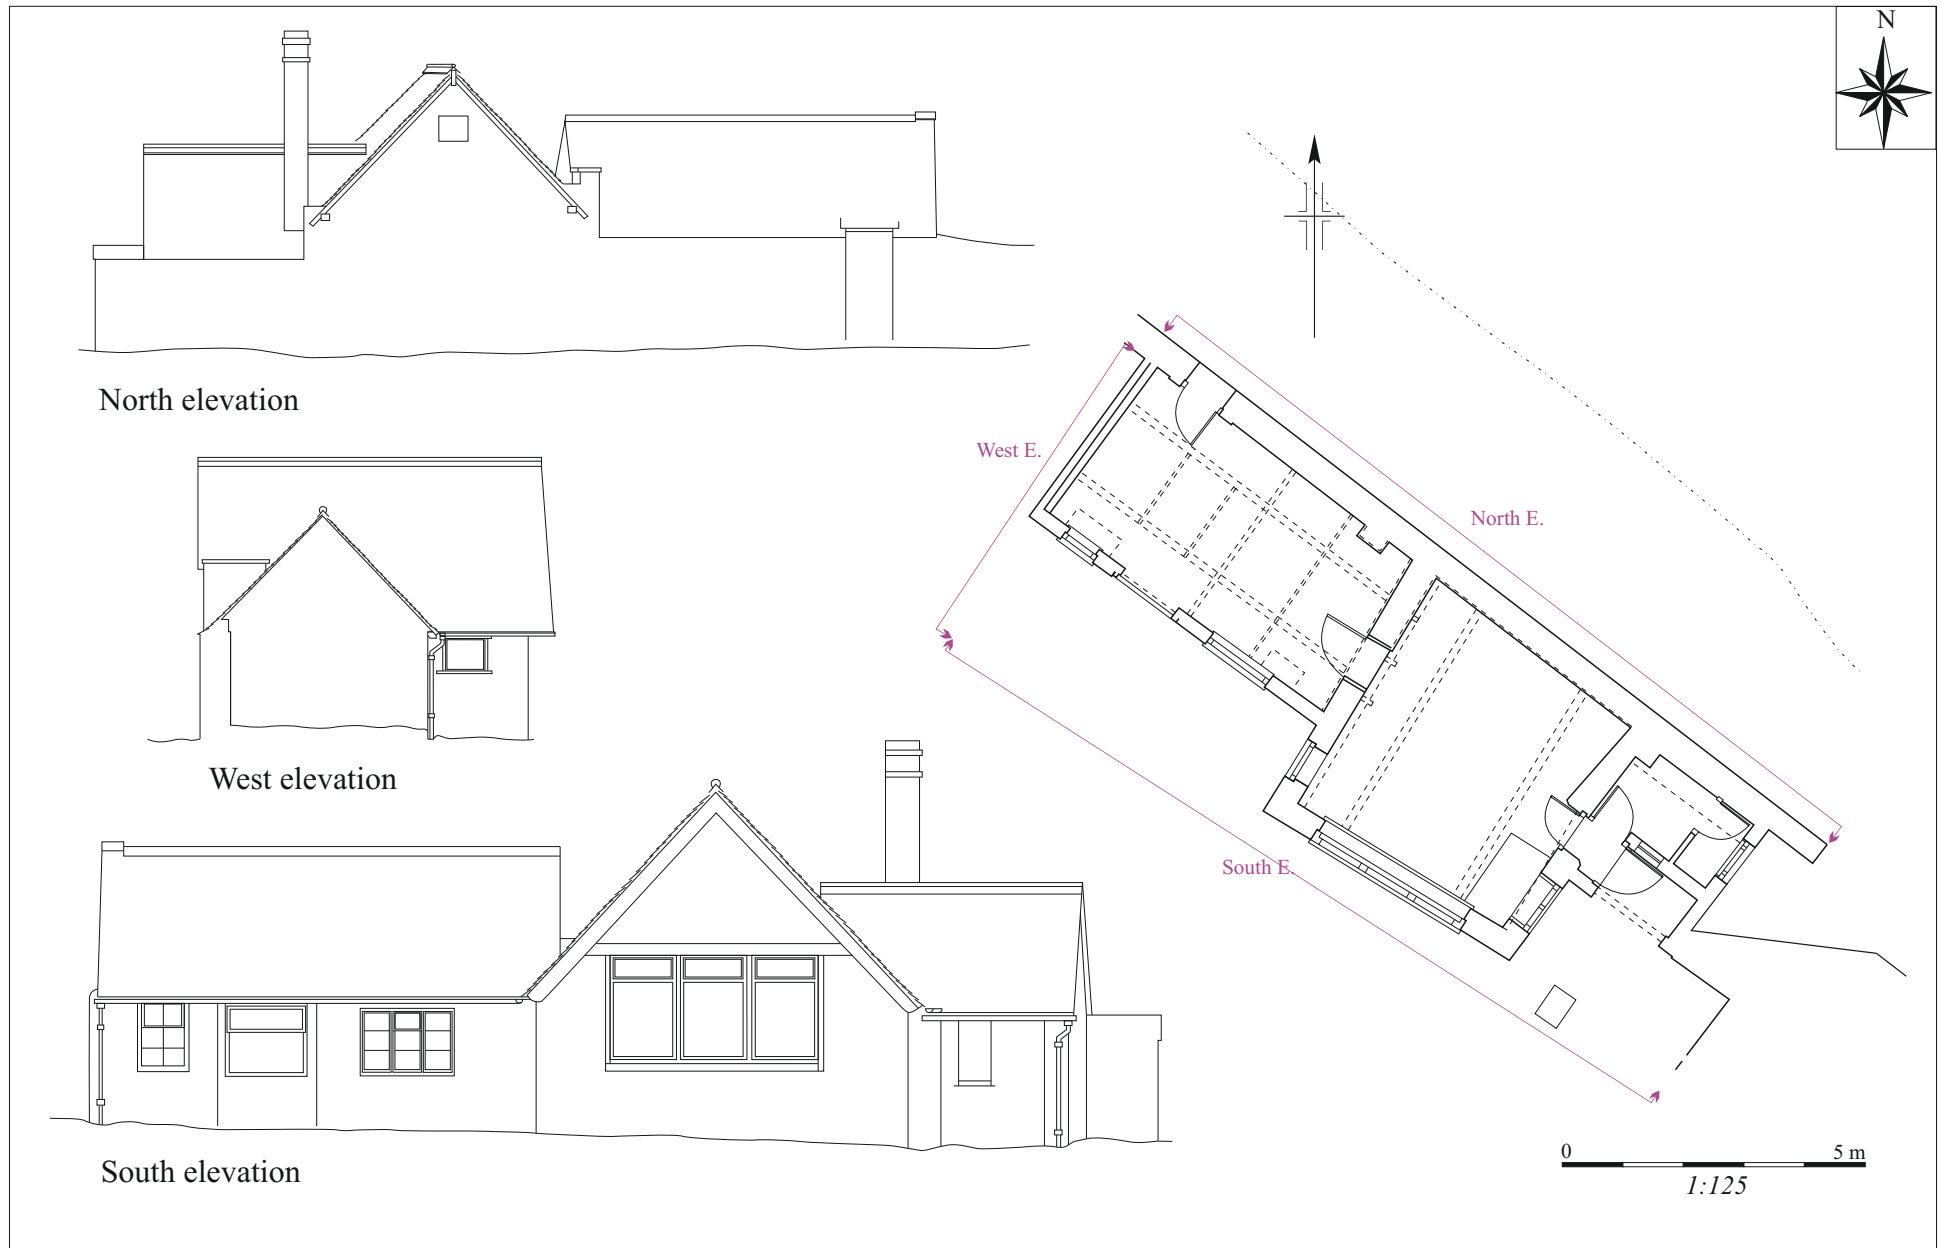 N
North elevation
West E.
North E.
West elevation
South E.
South elevation
0 5 m
1:125